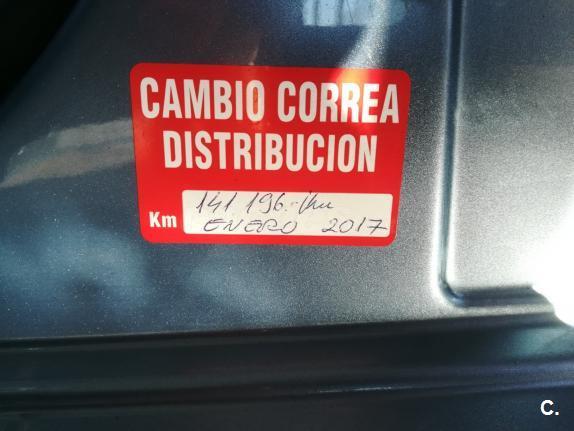 CAMBIO CORREA
DISTRIBUCION
141 196.- Km
Km
ENERO 2017
C.